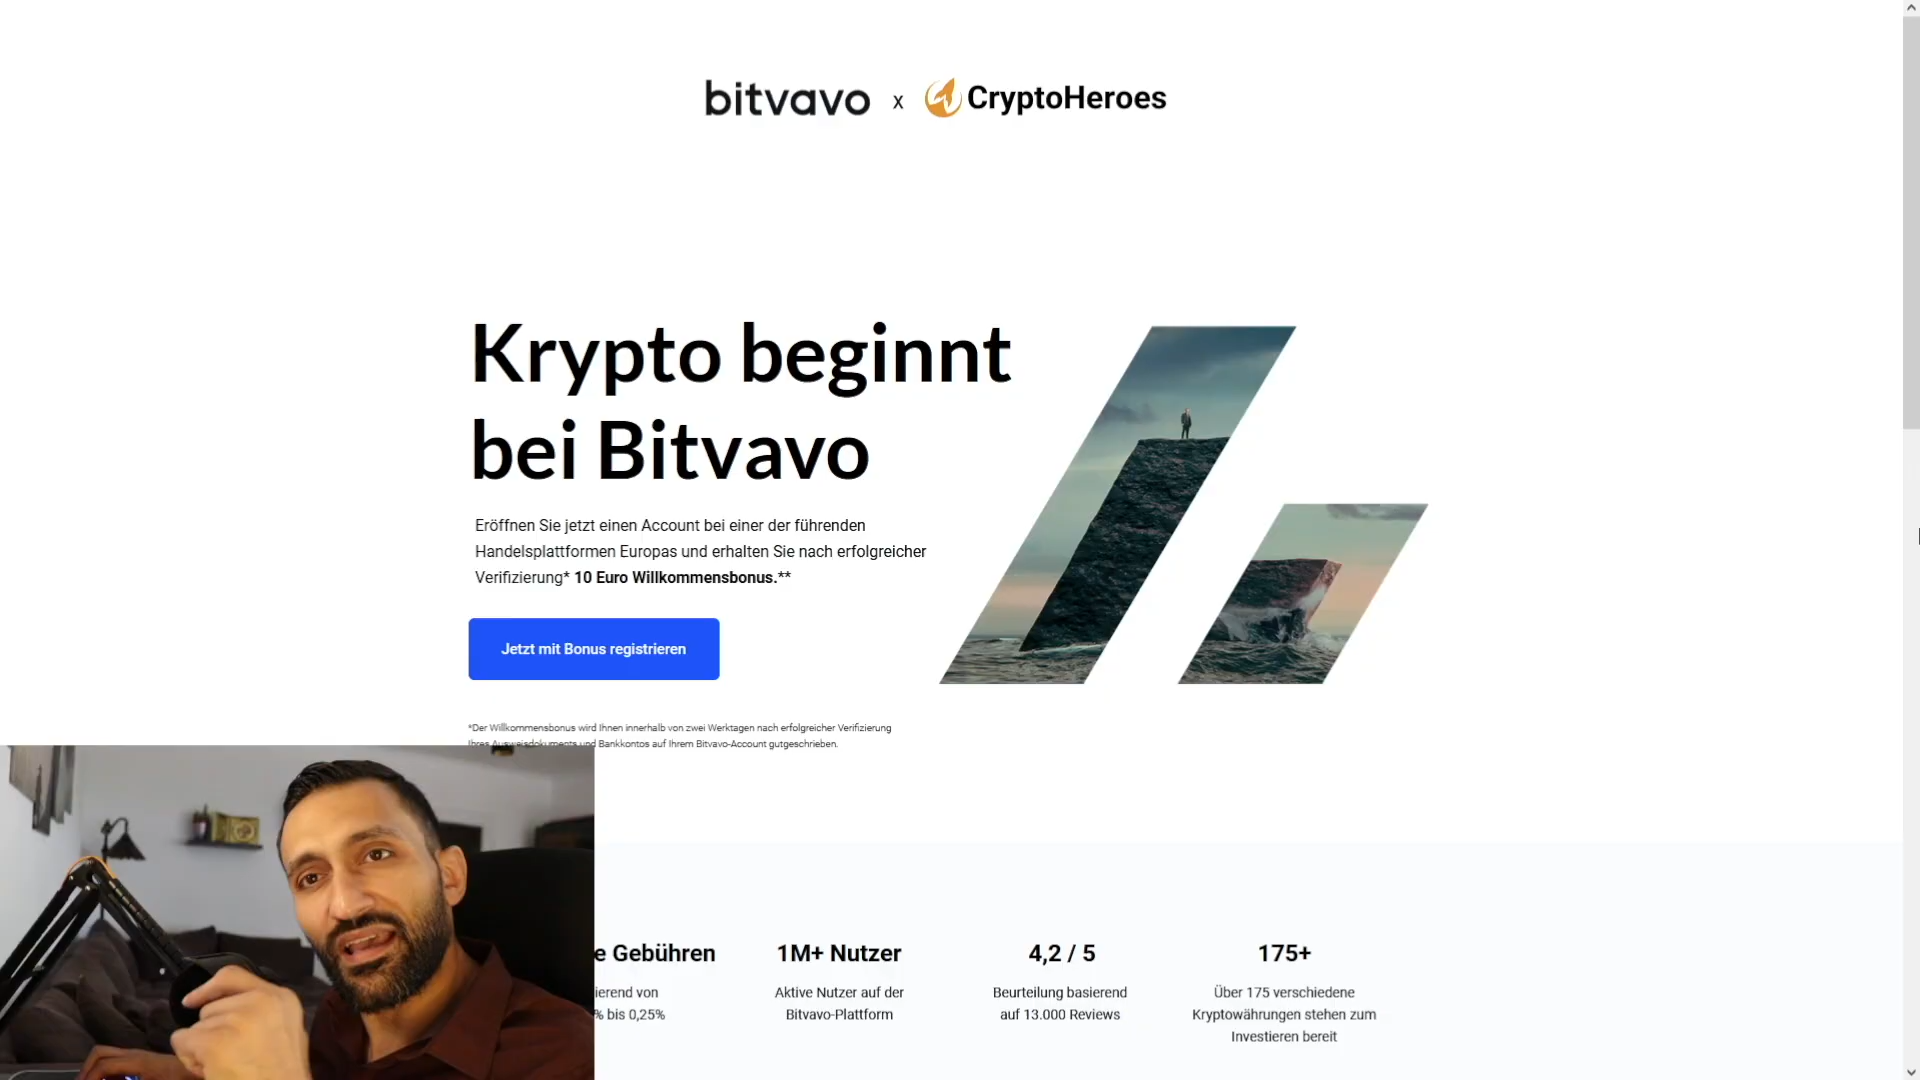 bitvavo x CryptoHeroes
Krypto beginnt
bei Bitvavo
Eröffnen Sie jetzt einen Account bei einer der führenden
Handelsplattformen Europas und erhalten Sie nach erfolgreicher
Verifizierung* 10 Euro Willkommensbonus.**
Jetzt mit Bonus registrieren
*Der Willkommensbonus wird Ihnen innerhalb von zwei Werktagen nach erfolgreicher Verifizierung
Ihres Ausweisdokuments und Bankkontos auf Ihrem Bitvavo-Account gutgeschrieben.
e Gebühren
ierend von
% bis 0,25%
1M+ Nutzer
Aktive Nutzer auf der
Bitvavo-Plattform
4,2 / 5
Beurteilung basierend
auf 13.000 Reviews
175+
Über 175 verschiedene
Kryptowährungen stehen zum
Investieren bereit